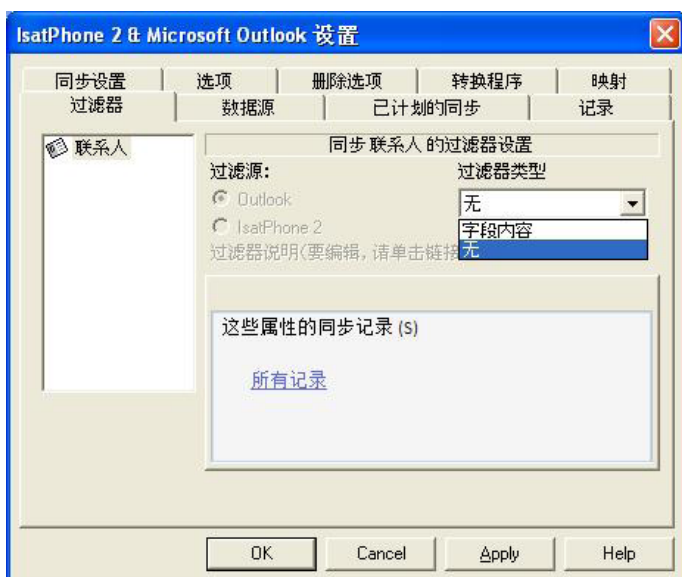 IsatPhone 2 & Microsoft Outlook 设置
同步设置 选项 删除选项 转换程序 映射
过滤器 数据源 已计划的同步 记录
联系人
同步 联系人 的过滤器设置
过滤源: 过滤器类型
Outlook 无
IsatPhone 2 字段内容
过滤器说明(要编辑, 请单击链接 无
这些属性的同步记录 (S)
所有记录
OK Cancel Apply Help